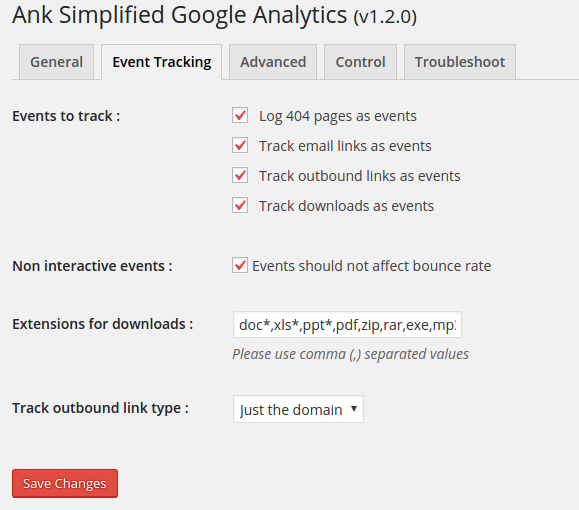 Ank Simplified Google Analytics (v1.2.0)
General Event Tracking Advanced Control Troubleshoot
Events to track : Log 404 pages as events
Track email links as events
Track outbound links as events
Track downloads as events
Non interactive events : Events should not affect bounce rate
Extensions for downloads : doc*,xls*,ppt*,pdf,zip,rar,exe,mp
Please use comma (,) separated values
Track outbound link type : Just the domain
Save Changes